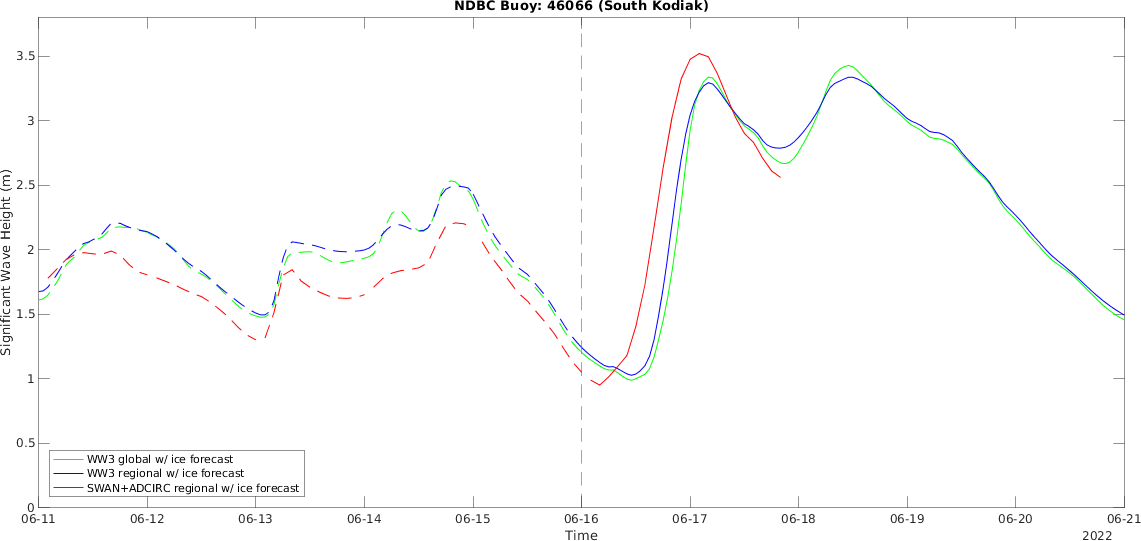 NDBC Buoy: 46066 (South Kodiak)
Significant Wave Height (m)
3.5
3
2.5
2
1.5
1
0.5
0
WW3 global w/ ice forecast
WW3 regional w/ ice forecast
SWAN+ADCIRC regional w/ ice forecast
06-11 06-12 06-13 06-14 06-15 06-16 06-17 06-18 06-19 06-20 06-21
Time
2022